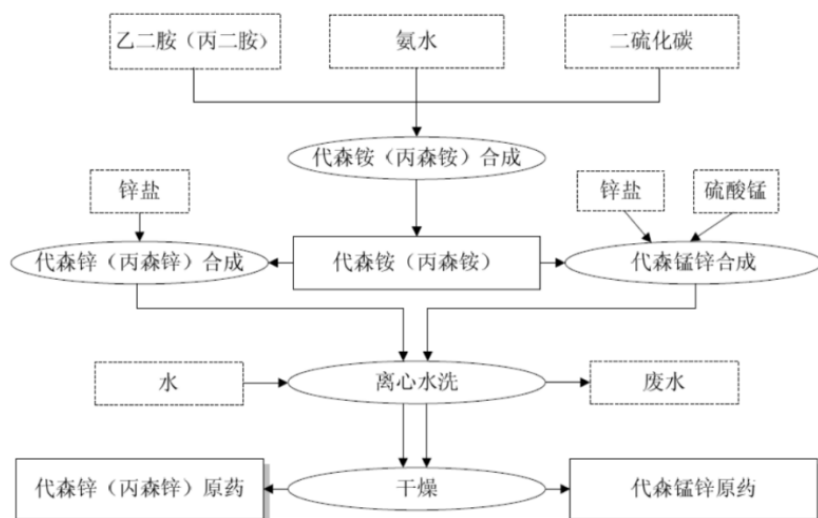 乙二胺（丙二胺）
氨水
二硫化碳
代森铵（丙森铵）合成
锌盐
锌盐
硫酸锰
代森锌（丙森锌）合成
代森铵（丙森铵）
代森锰锌合成
水
离心水洗
废水
代森锌（丙森锌）原药
干燥
代森锰锌原药